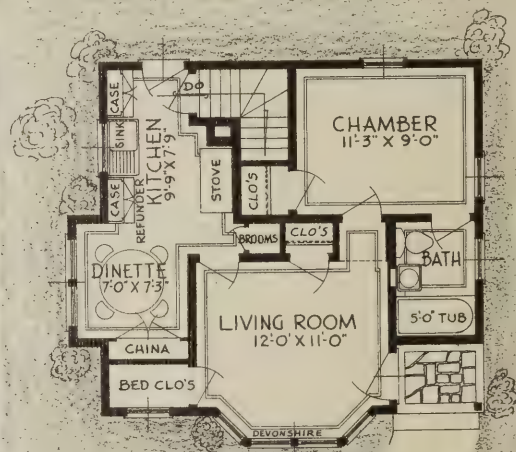 CASE
DO
SINK
KITCHEN
9'-9" X 7'-9"
CHAMBER
11'-3" X 9'-0"
STOVE
CLO'S
CASE
REFUNDER
BROOMS
CLO'S
BATH
DINETTE
7'-0" X 7'-3"
5'-0" TUB
LIVING ROOM
12'-0" X 11'-0"
CHINA
BED CLO'S
DEVONSHIRE